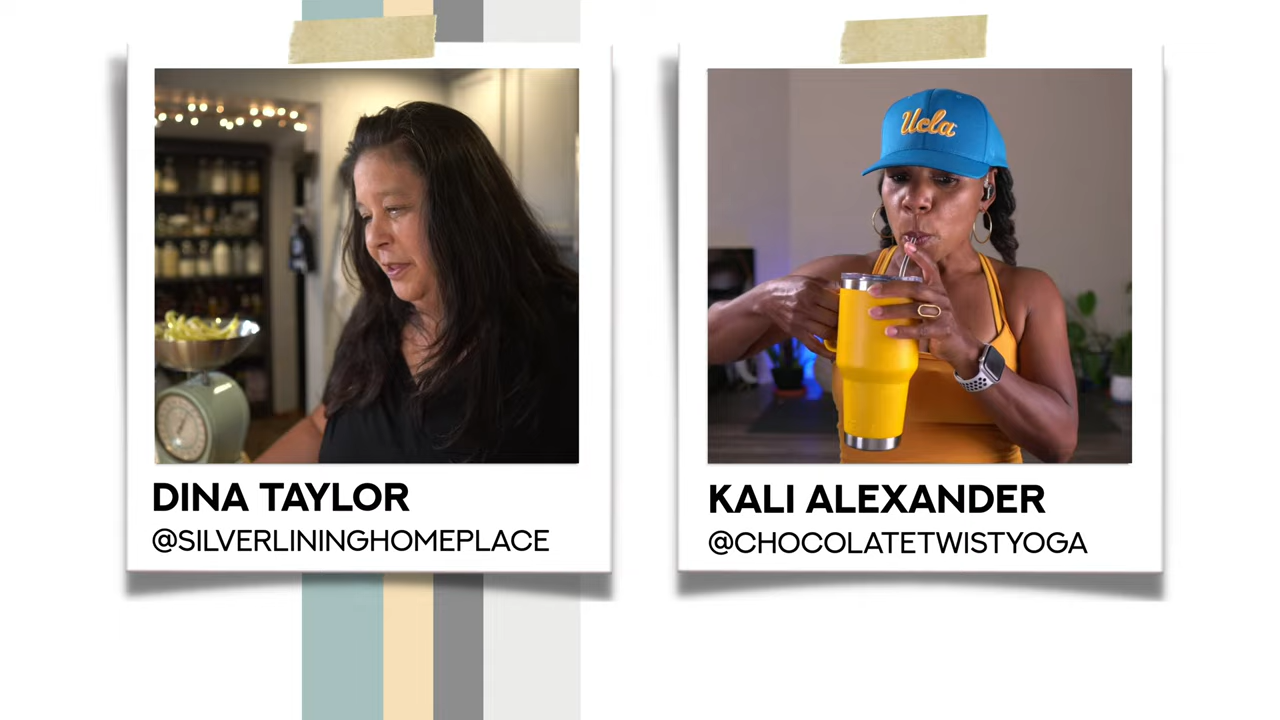 Ucla
DINA TAYLOR
@SILVERLININGHOMEPLACE
KALI ALEXANDER
@CHOCOLATETWISTYOGA